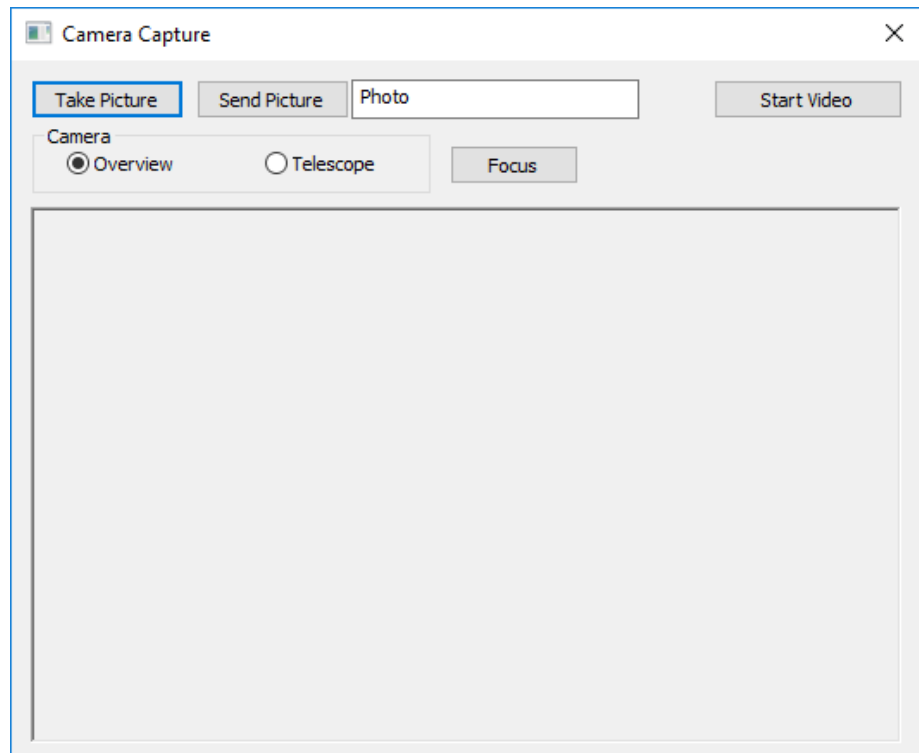 Camera Capture
Take Picture Send Picture Photo Start Video
Camera
Overview Telescope Focus